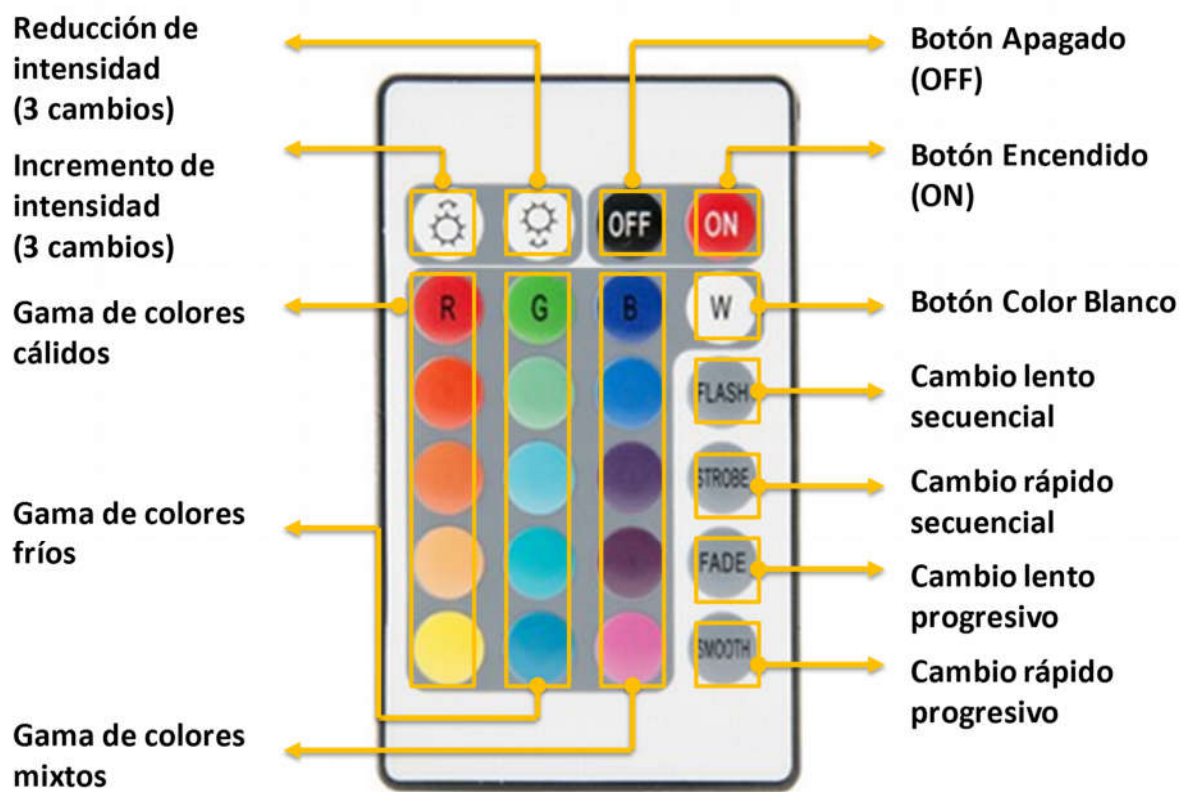 Reducción de
intensidad
(3 cambios)
Incremento de
intensidad
(3 cambios)
Gama de colores
cálidos
Gama de colores
fríos
Gama de colores
mixtos
OFF
ON
R
G
B
W
FLASH
STROBE
FADE
SMOOTH
Botón Apagado
(OFF)
Botón Encendido
(ON)
Botón Color Blanco
Cambio lento
secuencial
Cambio rápido
secuencial
Cambio lento
progresivo
Cambio rápido
progresivo